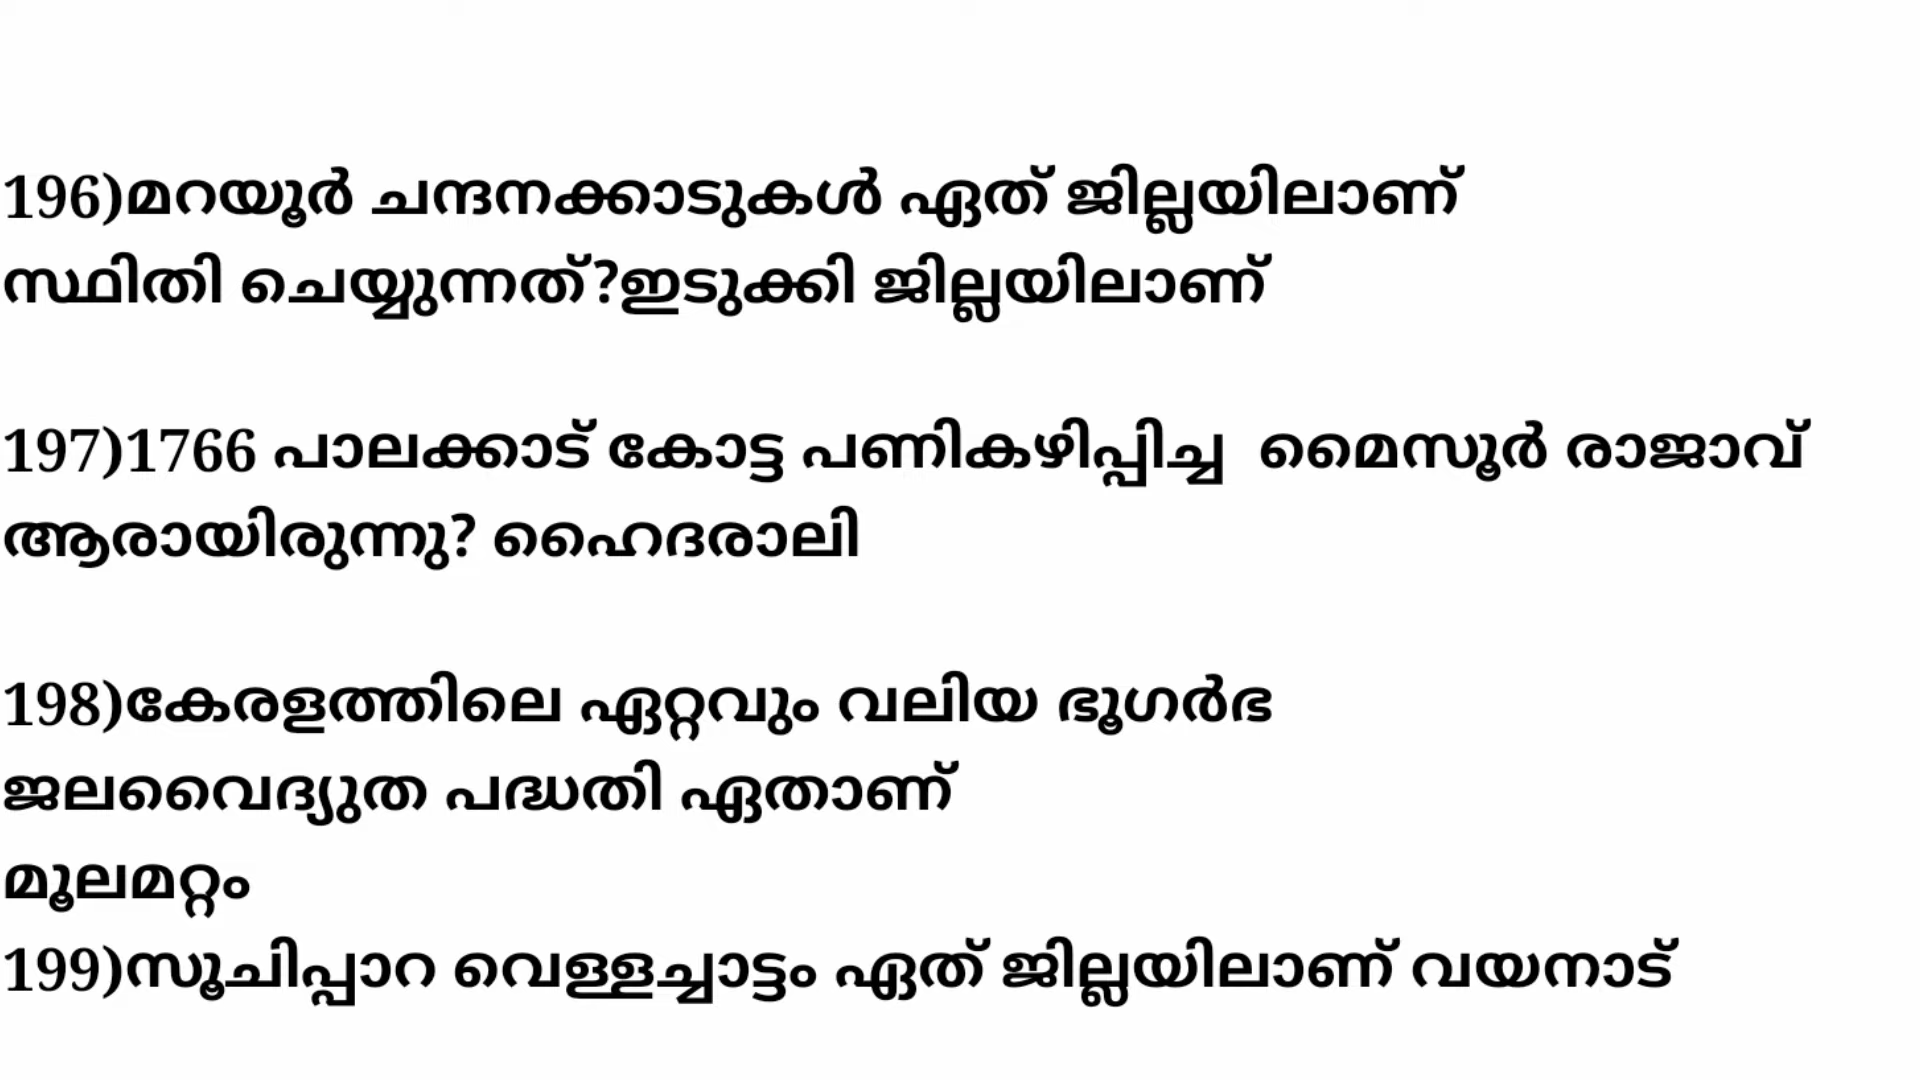 196)മറയൂർ ചന്ദനക്കാടുകൾ ഏത് ജില്ലയിലാണ്
സ്ഥിതി ചെയ്യുന്നത്?ഇടുക്കി ജില്ലയിലാണ്
197)1766 പാലക്കാട് കോട്ട പണികഴിപ്പിച്ച  മൈസൂർ രാജാവ്
ആരായിരുന്നു? ഹൈദരാലി
198)കേരളത്തിലെ ഏറ്റവും വലിയ ഭൂഗർഭ
ജലവൈദ്യുത പദ്ധതി ഏതാണ്
മൂലമറ്റം
199)സൂചിപ്പാറ വെള്ളച്ചാട്ടം ഏത് ജില്ലയിലാണ് വയനാട്